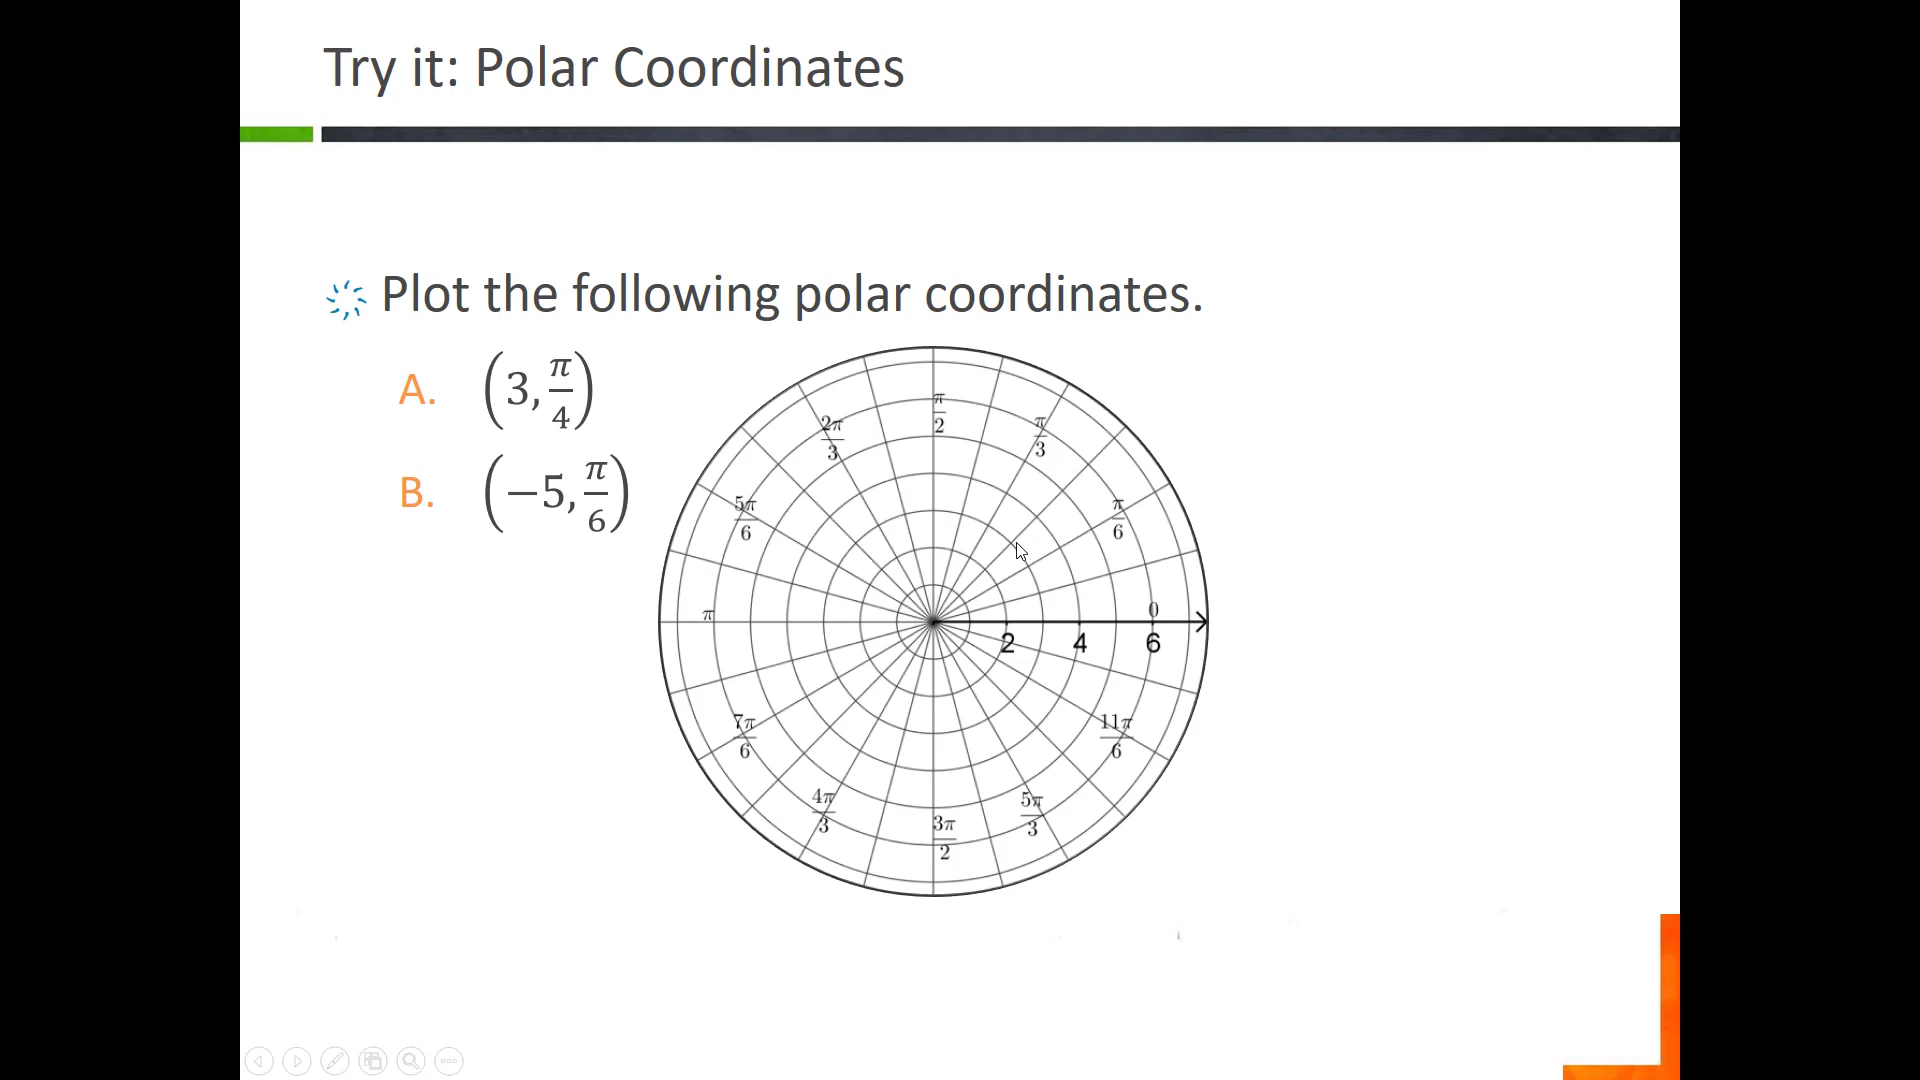 Try it: Polar Coordinates
Plot the following polar coordinates.
A. (3, π/4)
B. (−5, π/6)
π/2
2π/3
π/3
5π/6
π/6
π
0
2 4 6
7π/6
11π/6
4π/3
5π/3
3π/2